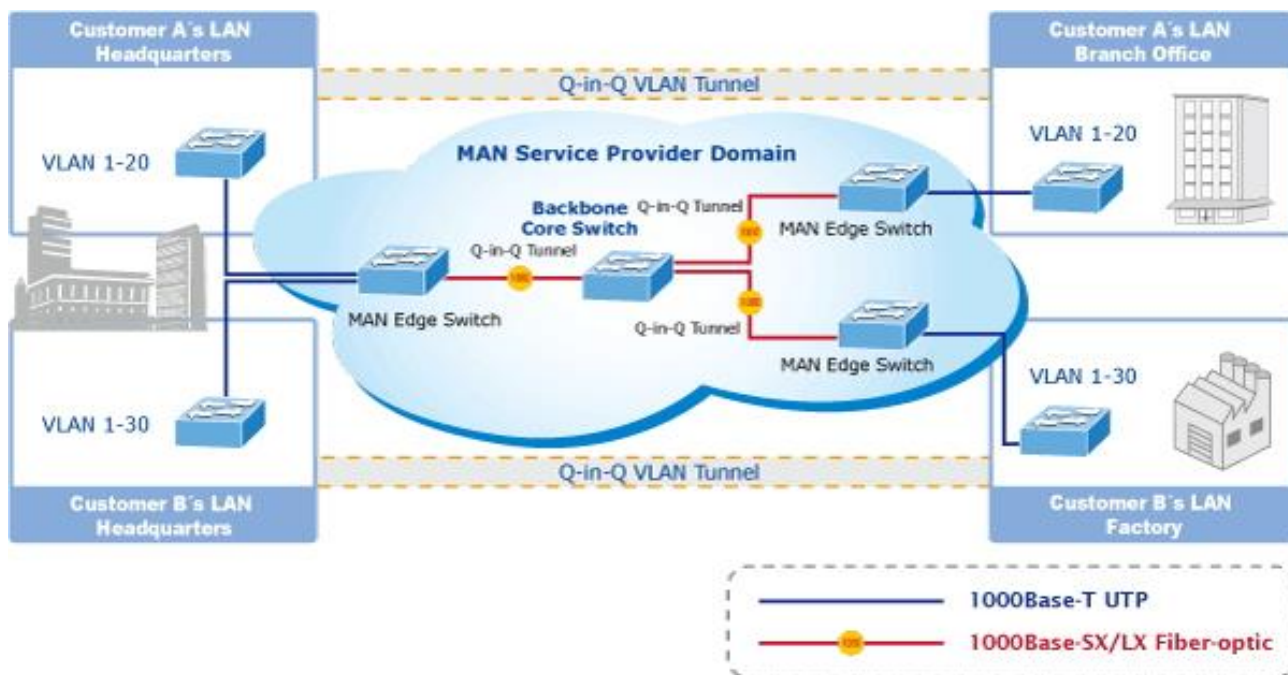 Customer A´s LAN
Headquarters
Customer A´s LAN
Branch Office
Q-in-Q VLAN Tunnel
VLAN 1-20
MAN Service Provider Domain
VLAN 1-20
Backbone
Core Switch
Q-in-Q Tunnel
MAN Edge Switch
Q-in-Q Tunnel
MAN Edge Switch
Q-in-Q Tunnel
MAN Edge Switch
VLAN 1-30
VLAN 1-30
Q-in-Q VLAN Tunnel
Customer B´s LAN
Headquarters
Customer B´s LAN
Factory
1000Base-T UTP
1000Base-SX/LX Fiber-optic